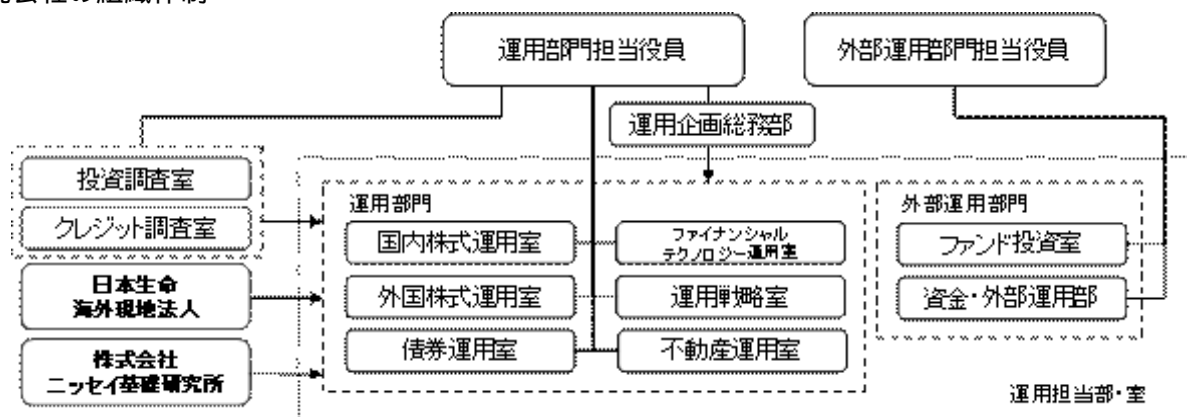 運用部門担当役員
外部運用部門担当役員
運用企画総務部
投資調査室
クレジット調査室
日本生命
海外現地法人
株式会社
ニッセイ基礎研究所
運用部門
国内株式運用室
ファイナンシャル
テクノロジー運用室
外国株式運用室
運用戦略室
債券運用室
不動産運用室
外部運用部門
ファンド投資室
資金・外部運用部
運用担当部・室